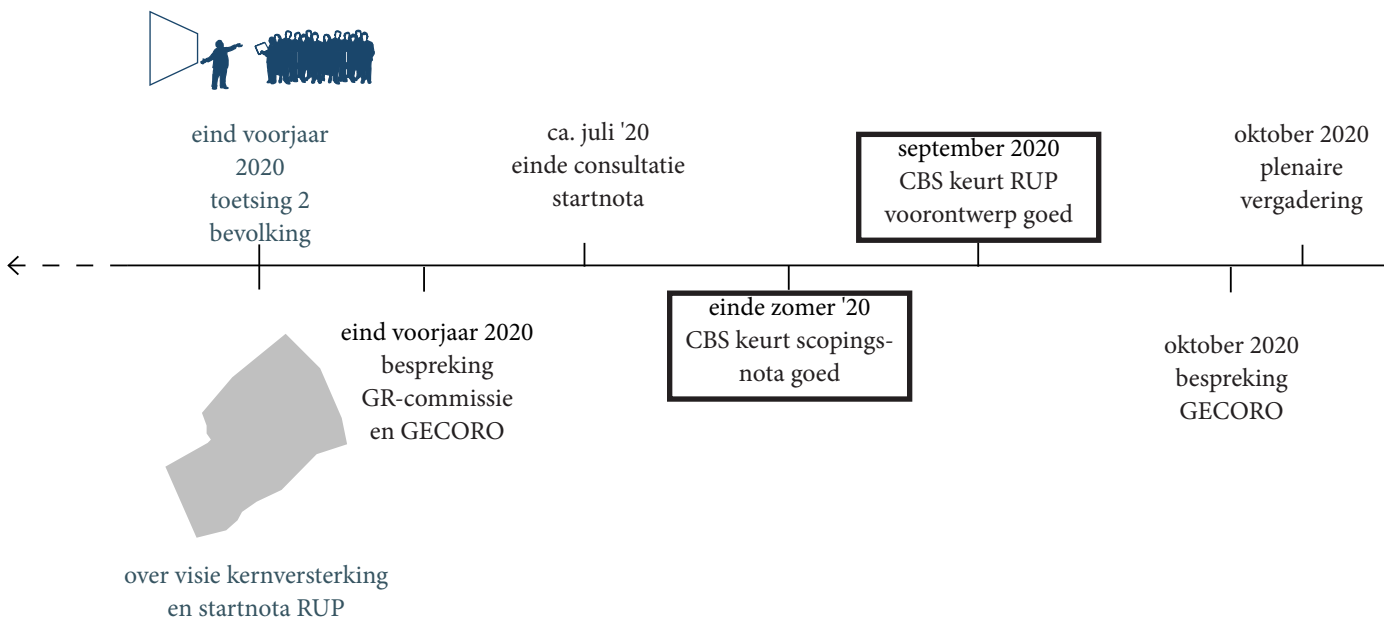 eind voorjaar
2020
toetsing 2
bevolking
ca. juli '20
einde consultatie
startnota
september 2020
CBS keurt RUP
voorontwerp goed
oktober 2020
plenaire
vergadering
eind voorjaar 2020
bespreking
GR-commissie
en GECORO
einde zomer '20
CBS keurt scopings-
nota goed
oktober 2020
bespreking
GECORO
over visie kernversterking
en startnota RUP